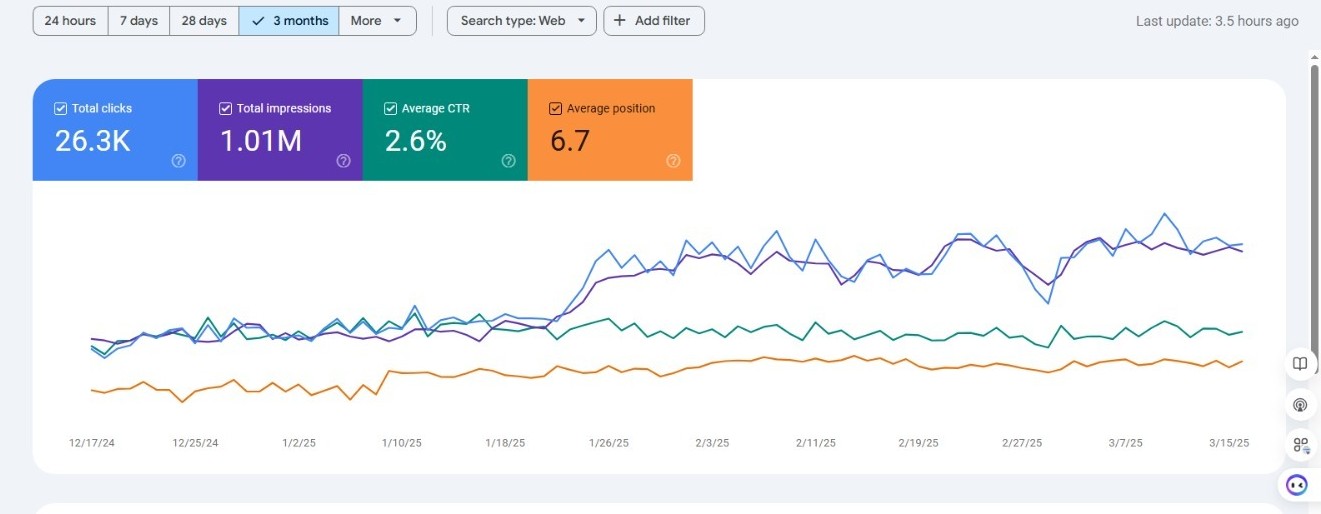 24 hours 7 days 28 days 3 months More Search type: Web Add filter Last update: 3.5 hours ago
Total clicks Total impressions Average CTR Average position
26.3K 1.01M 2.6% 6.7
12/17/24 12/25/24 1/2/25 1/10/25 1/18/25 1/26/25 2/3/25 2/11/25 2/19/25 2/27/25 3/7/25 3/15/25